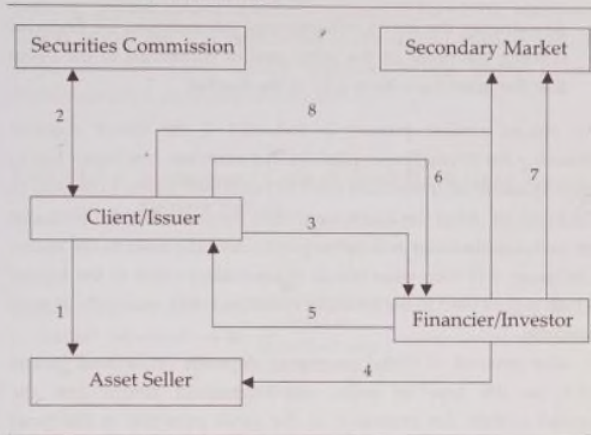 Securities Commission
Secondary Market
2
8
6
7
Client/Issuer
3
1
5
Financier/Investor
4
Asset Seller